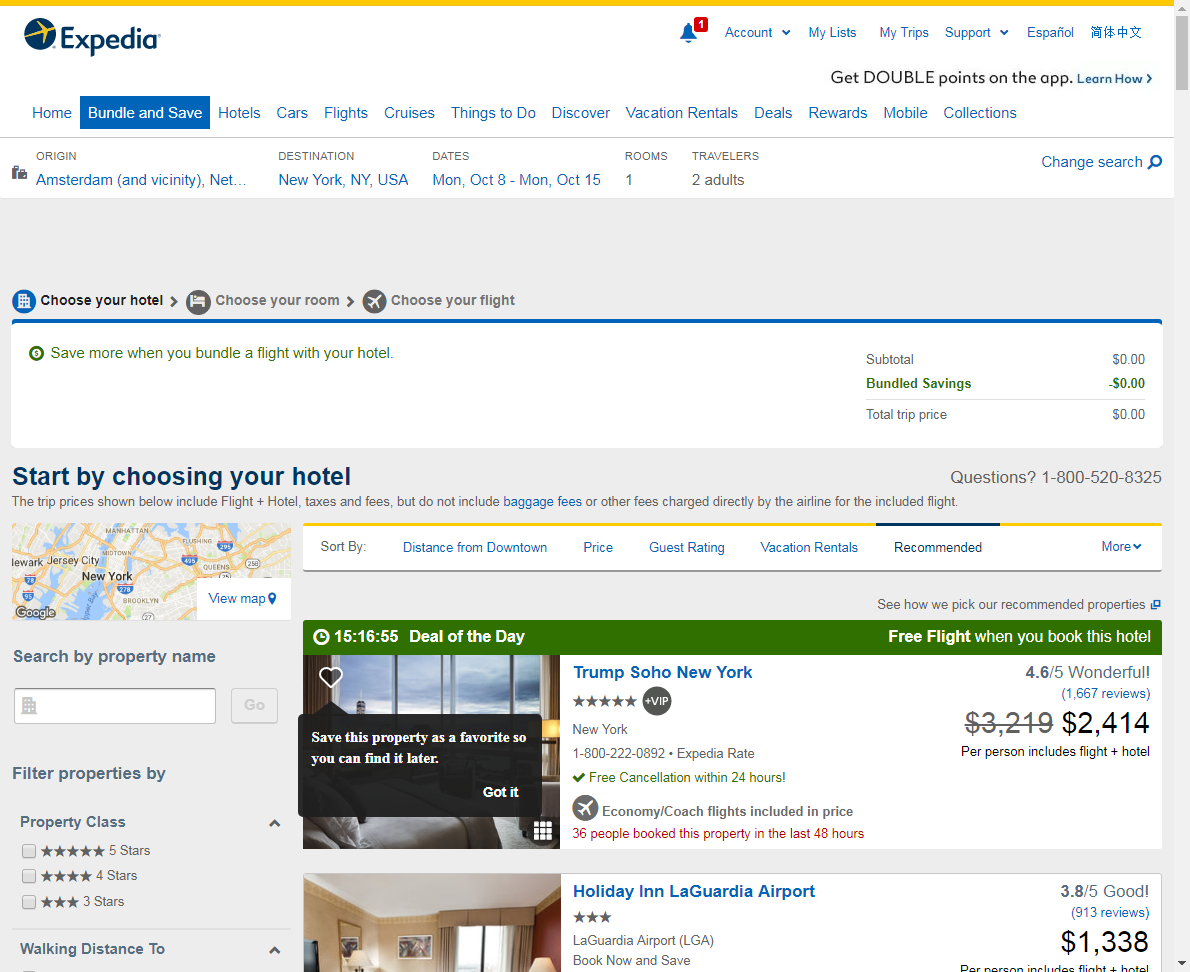 Expedia
1
Account
My Lists
My Trips
Support
Español
简体中文
Get DOUBLE points on the app. Learn How
Home
Bundle and Save
Hotels
Cars
Flights
Cruises
Things to Do
Discover
Vacation Rentals
Deals
Rewards
Mobile
Collections
ORIGIN
Amsterdam (and vicinity), Net...
DESTINATION
New York, NY, USA
DATES
Mon, Oct 8 - Mon, Oct 15
ROOMS
1
TRAVELERS
2 adults
Change search
Choose your hotel
Choose your room
Choose your flight
Save more when you bundle a flight with your hotel.
Subtotal $0.00
Bundled Savings -$0.00
Total trip price $0.00
Start by choosing your hotel
Questions? 1-800-520-8325
The trip prices shown below include Flight + Hotel, taxes and fees, but do not include baggage fees or other fees charged directly by the airline for the included flight.
MANHATTAN
FLUSHING
295
MIDTOWN
ewark Jersey City
495
QUEENS
258
New York
78
278
95
BROOKLYN
27
Google
View map
Sort By:
Distance from Downtown
Price
Guest Rating
Vacation Rentals
Recommended
More
See how we pick our recommended properties
Search by property name
Go
Filter properties by
Property Class
5 Stars
4 Stars
3 Stars
Walking Distance To
15:16:55 Deal of the Day
Free Flight when you book this hotel
Save this property as a favorite so
you can find it later.
Got it
Trump Soho New York
+VIP
New York
1-800-222-0892 • Expedia Rate
Free Cancellation within 24 hours!
Economy/Coach flights included in price
36 people booked this property in the last 48 hours
4.6/5 Wonderful!
(1,667 reviews)
$3,219 $2,414
Per person includes flight + hotel
Holiday Inn LaGuardia Airport
LaGuardia Airport (LGA)
Book Now and Save
3.8/5 Good!
(913 reviews)
$1,338
Per person includes flight + hotel